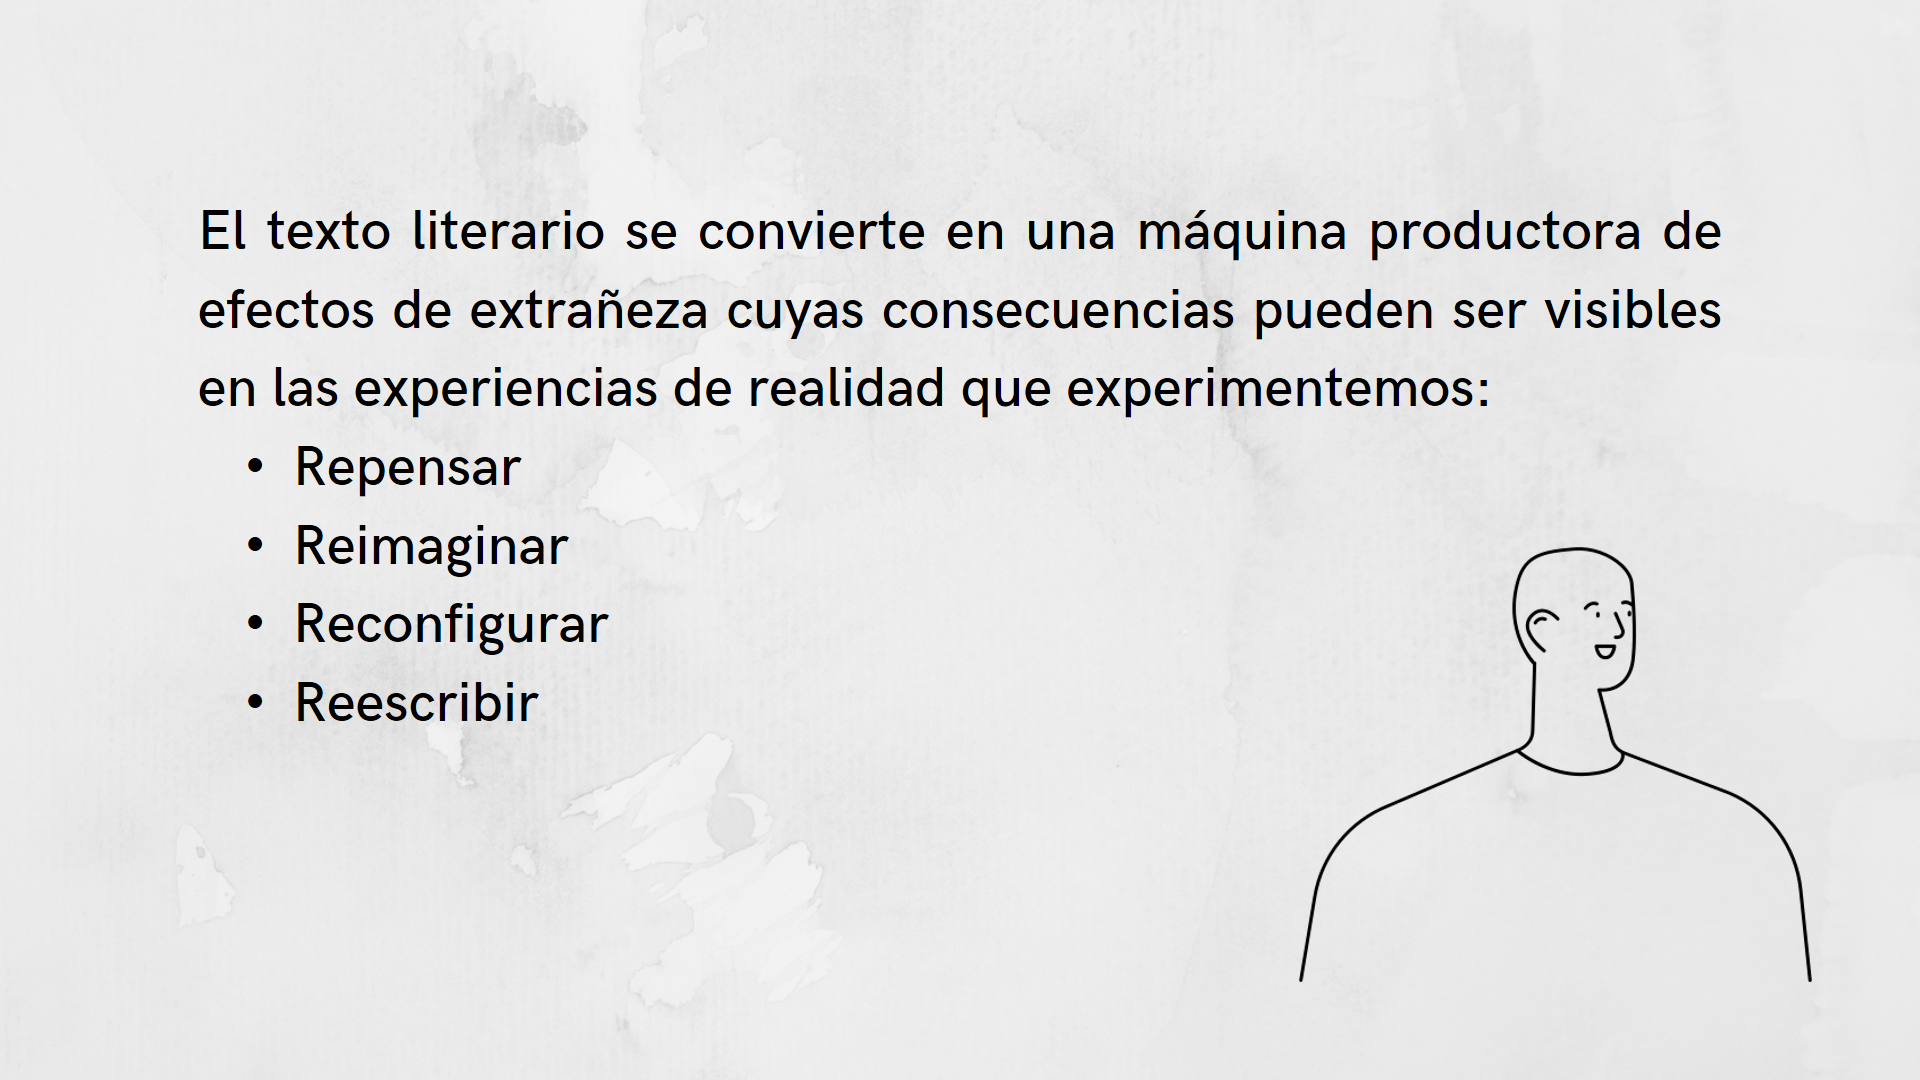 El texto literario se convierte en una máquina productora de
efectos de extrañeza cuyas consecuencias pueden ser visibles
en las experiencias de realidad que experimentemos:
• Repensar
• Reimaginar
• Reconfigurar
• Reescribir